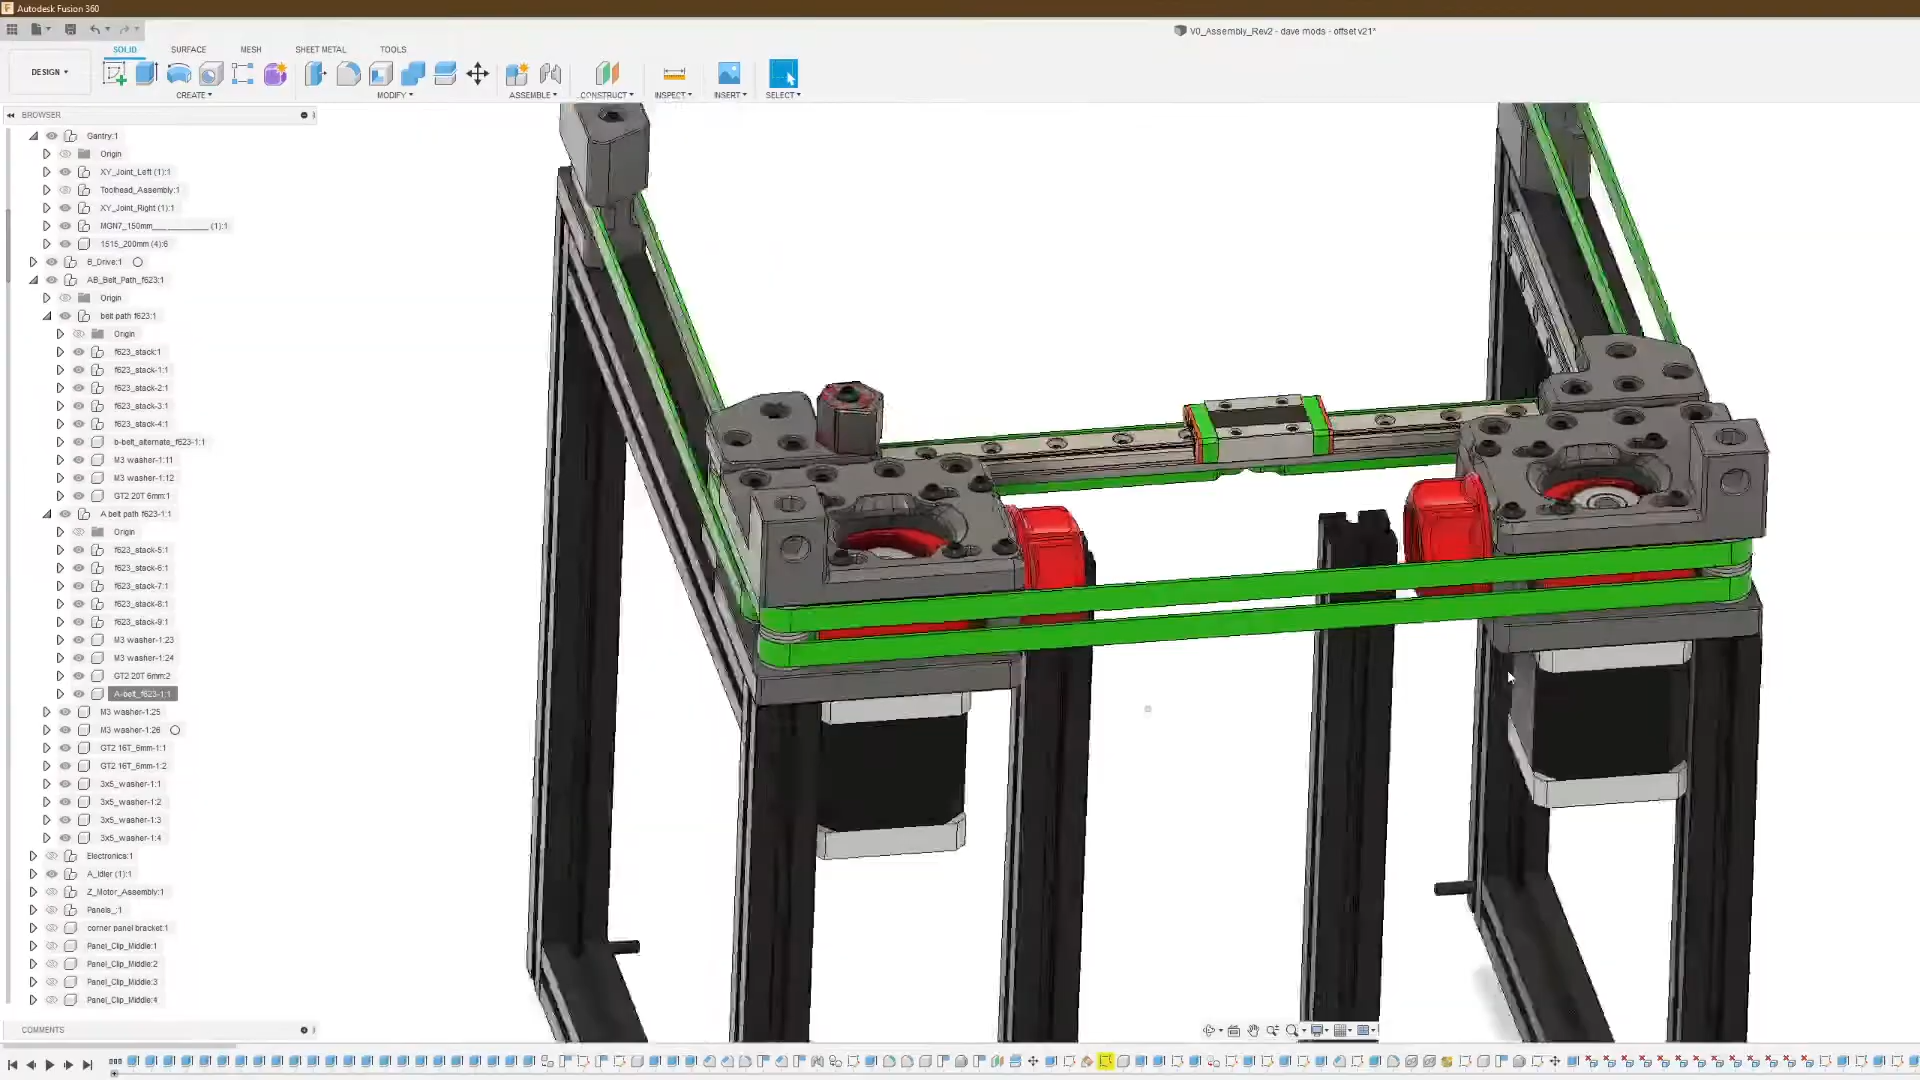 Autodesk Fusion 360
V0_Assembly_Rev2 - dave mods - offset v21*
SOLID SURFACE MESH SHEET METAL TOOLS
DESIGN
CREATE MODIFY ASSEMBLE CONSTRUCT INSPECT INSERT SELECT
BROWSER
Gantry:1
Origin
XY_Joint_Left (1):1
Toolhead_Assembly:1
XY_Joint_Right (1):1
MGN7_150mm____________ (1):1
1515_200mm (4):6
B_Drive:1
AB_Belt_Path_f623:1
Origin
belt path f623:1
Origin
f623_stack:1
f623_stack-1:1
f623_stack-2:1
f623_stack-3:1
f623_stack-4:1
b-belt_alternate_f623-1:1
M3 washer-1:11
M3 washer-1:12
GT2 20T 6mm:1
A belt path f623-1:1
Origin
f623_stack-5:1
f623_stack-6:1
f623_stack-7:1
f623_stack-8:1
f623_stack-9:1
M3 washer-1:23
M3 washer-1:24
GT2 20T 6mm:2
A-belt_f623-1:1
M3 washer-1:25
M3 washer-1:26
GT2 16T_6mm-1:1
GT2 16T_6mm-1:2
3x5_washer-1:1
3x5_washer-1:2
3x5_washer-1:3
3x5_washer-1:4
Electronics:1
A_Idler (1):1
Z_Motor_Assembly:1
Panels_:1
corner panel bracket:1
Panel_Clip_Middle:1
Panel_Clip_Middle:2
Panel_Clip_Middle:3
Panel_Clip_Middle:4
COMMENTS